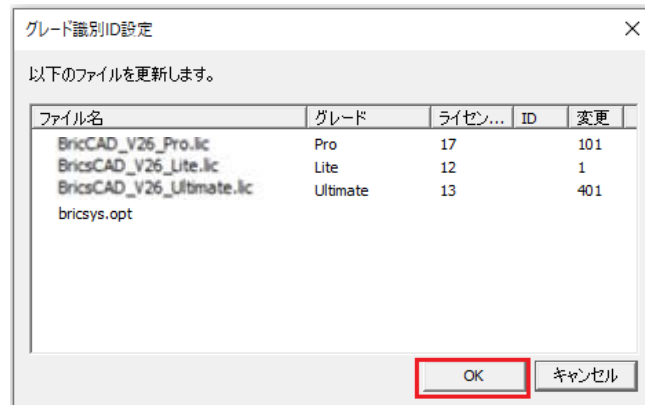 グレード識別ID設定
以下のファイルを更新します。
ファイル名 グレード ライセン... ID 変更
BricCAD_V26_Pro.lic Pro 17 101
BricsCAD_V26_Lite.lic Lite 12 1
BricsCAD_V26_Ultimate.lic Ultimate 13 401
bricsys.opt
OK キャンセル